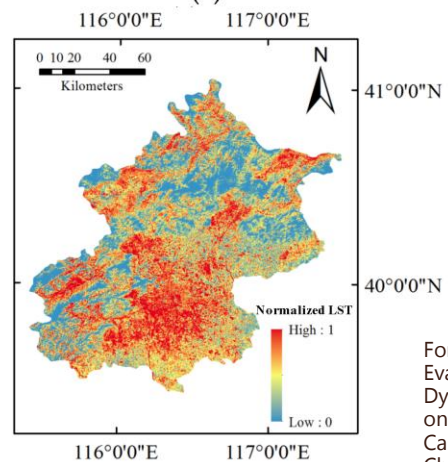 116°0'0"E 117°0'0"E
N
0 10 20 40 60
Kilometers
41°0'0"N
40°0'0"N
Normalized LST
High : 1
Low : 0
116°0'0"E 117°0'0"E
Fo
Eva
Dy
on
Ca